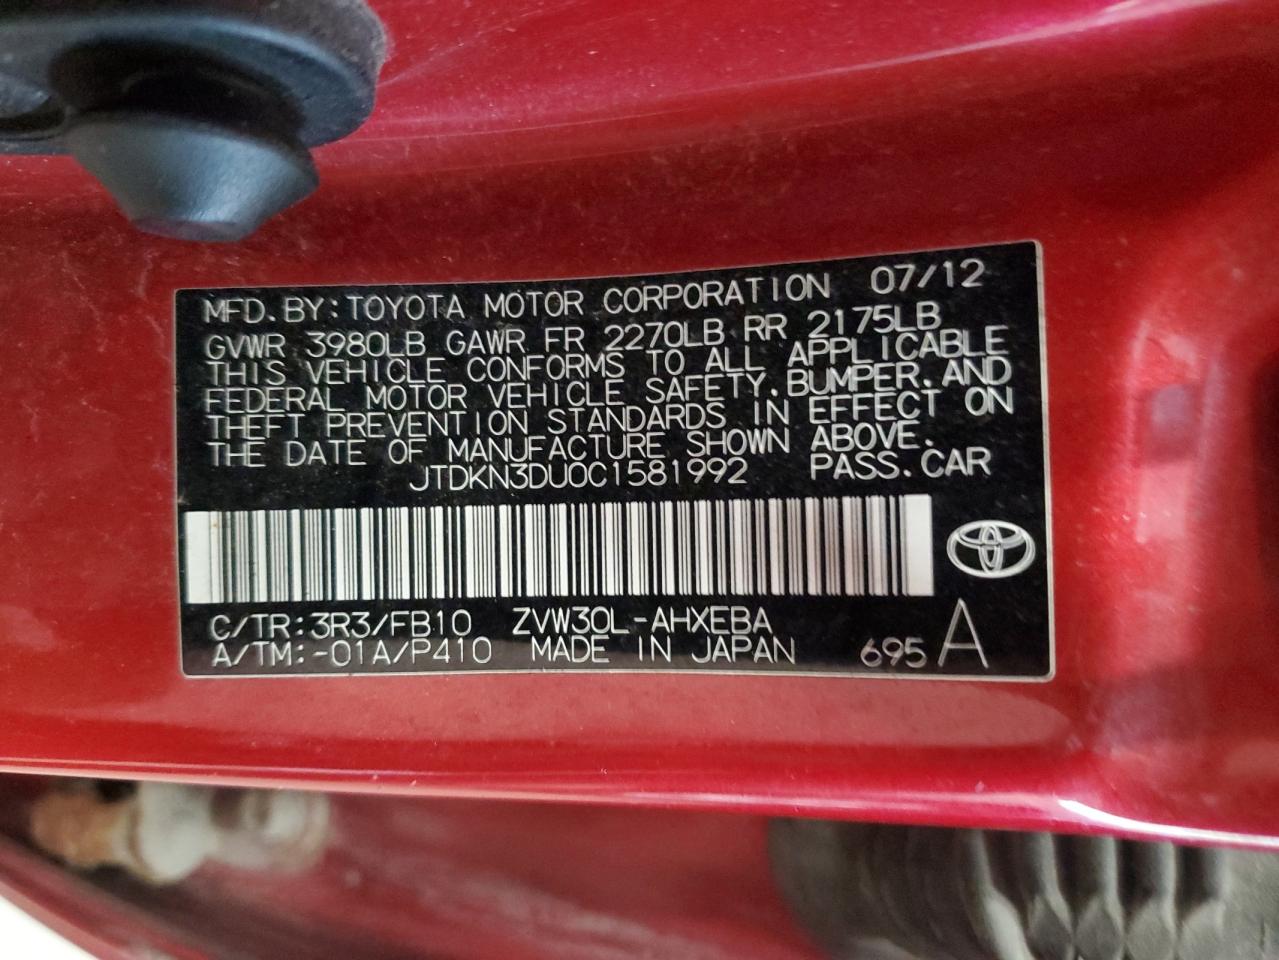 MFD. BY: TOYOTA MOTOR CORPORATION 07/12
GVWR 3980LB GAWR FR 2270LB RR 2175LB
THIS VEHICLE CONFORMS TO ALL APPLICABLE
FEDERAL MOTOR VEHICLE SAFETY, BUMPER, AND
THEFT PREVENTION STANDARDS IN EFFECT ON
THE DATE OF MANUFACTURE SHOWN ABOVE.
JTDKN3DU0C1581992 PASS. CAR
C/TR: 3R3/FB10 ZVW30L-AHXEBA
A/TM: -01A/P410 MADE IN JAPAN 695 A